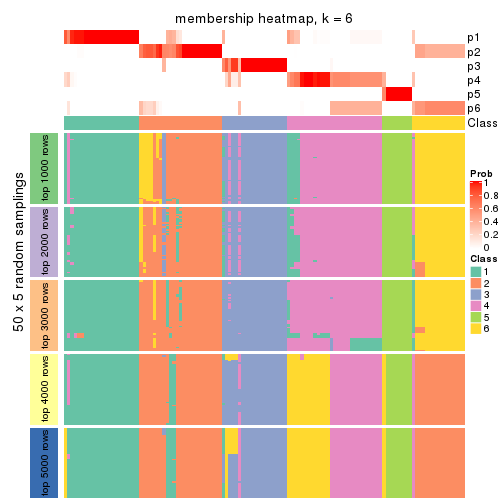 membership heatmap, k = 6
p1
p2
p3
p4
p5
p6
Class
50 x 5 random samplings
top 1000 rows
top 2000 rows
top 3000 rows
top 4000 rows
top 5000 rows
Prob
1
0.8
0.6
0.4
0.2
0
Class
1
2
3
4
5
6